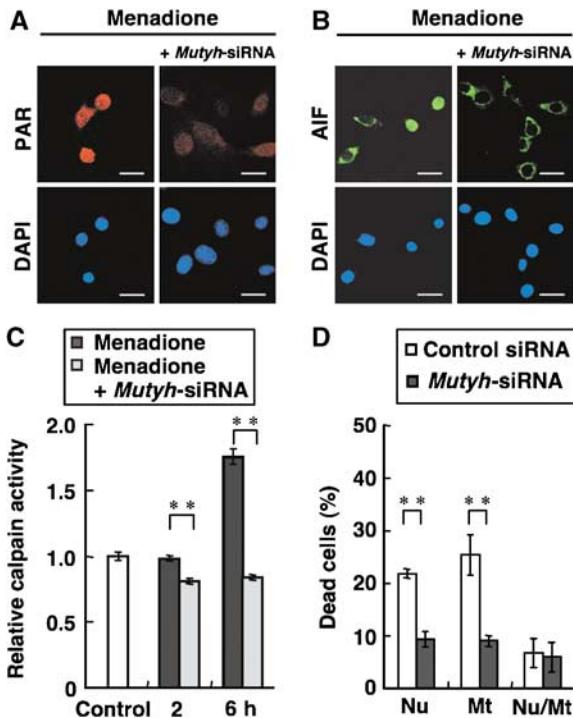 A
Menadione
+ Mutyh-siRNA
PAR
DAPI
B
Menadione
+ Mutyh-siRNA
AIF
DAPI
C
Menadione
Menadione
+ Mutyh-siRNA
Relative calpain activity
2.0
1.5
1.0
0.5
0
* *
* *
Control 2 6 h
D
Control siRNA
Mutyh-siRNA
Dead cells (%)
50
40
30
20
10
0
* *
* *
Nu Mt Nu/Mt